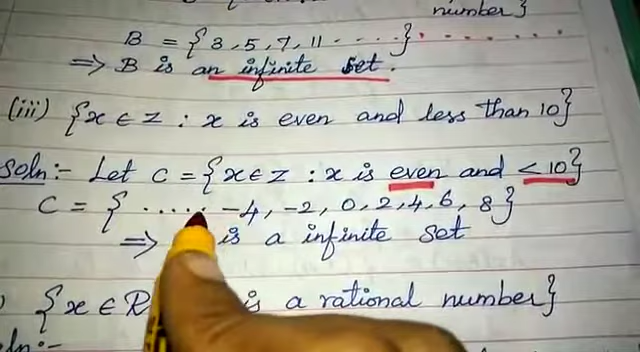 number}
B = {3, 5, 7, 11 .....} .......
⇒ B is an infinite set.
(iii) {x ∈ Z : x is even and less than 10}
Soln:- Let C = {x ∈ Z : x is even and < 10}
C = { ..... -4, -2, 0, 2, 4, 6, 8}
⇒ is a infinite set
{x ∈ R is a rational number}